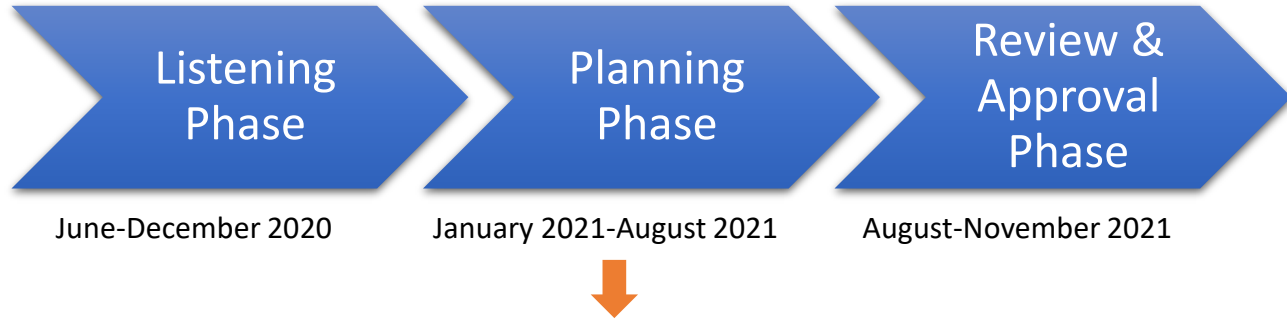 Listening
Phase
Planning
Phase
Review &
Approval
Phase
June-December 2020
January 2021-August 2021
August-November 2021